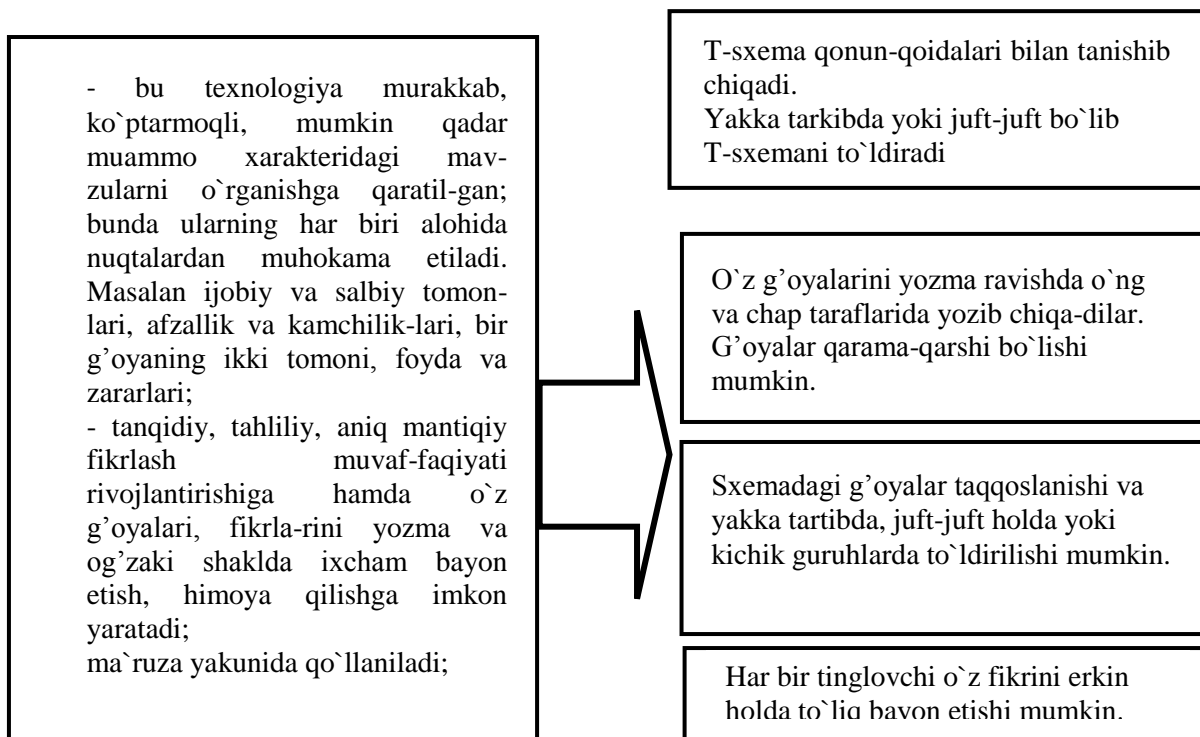 - bu texnologiya murakkab,
ko`ptarmoqli, mumkin qadar
muammo xarakteridagi mav-
zularni o`rganishga qaratil-gan;
bunda ularning har biri alohida
nuqtalardan muhokama etiladi.
Masalan ijobiy va salbiy tomon-
lari, afzallik va kamchilik-lari, bir
g’oyaning ikki tomoni, foyda va
zararlari;
- tanqidiy, tahliliy, aniq mantiqiy
fikrlash muvaf-faqiyati
rivojlantirishiga hamda o`z
g’oyalari, fikrla-rini yozma va
og’zaki shaklda ixcham bayon
etish, himoya qilishga imkon
yaratadi;
ma`ruza yakunida qo`llaniladi;
T-sxema qonun-qoidalari bilan tanishib
chiqadi.
Yakka tarkibda yoki juft-juft bo`lib
T-sxemani to`ldiradi
O`z g’oyalarini yozma ravishda o`ng
va chap taraflarida yozib chiqa-dilar.
G’oyalar qarama-qarshi bo`lishi
mumkin.
Sxemadagi g’oyalar taqqoslanishi va
yakka tartibda, juft-juft holda yoki
kichik guruhlarda to`ldirilishi mumkin.
Har bir tinglovchi o`z fikrini erkin
holda to`liq bayon etishi mumkin.